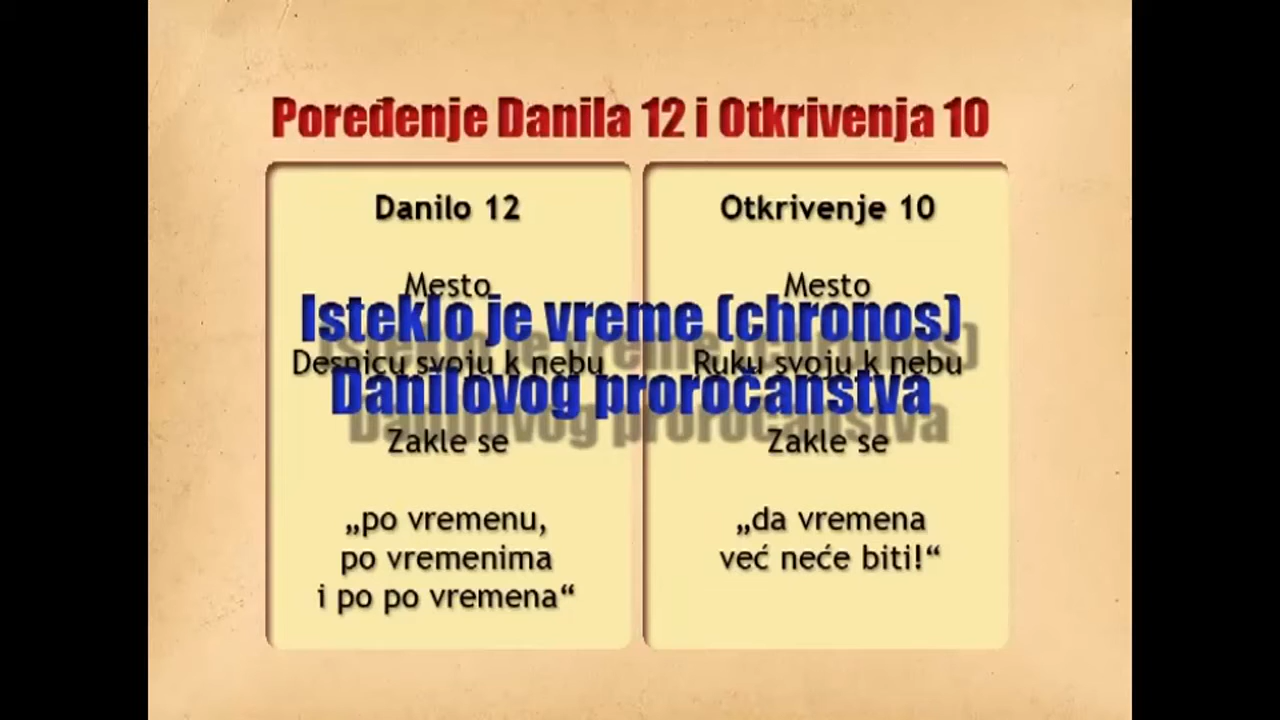 Poređenje Danila 12 i Otkrivenja 10
Danilo 12
Mesto
Desnicu svoju k nebu
Zakle se
„po vremenu,
po vremenima
i po po vremena“
Otkrivenje 10
Mesto
Ruku svoju k nebu
Zakle se
„da vremena
već neće biti!“
Isteklo je vreme (chronos)
Danilovog proročanstva